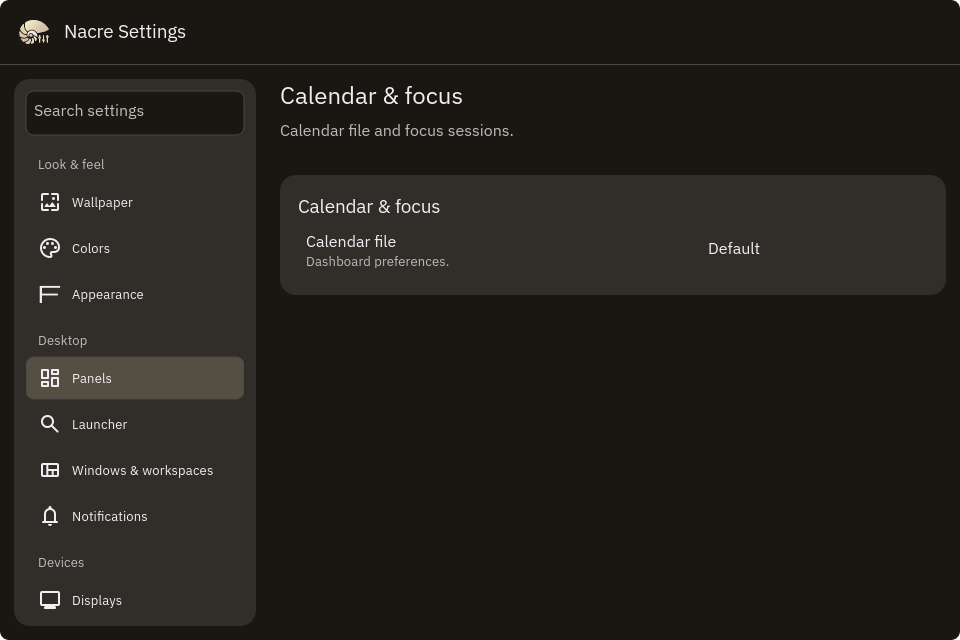 Nacre Settings
Search settings
Look & feel
Wallpaper
Colors
Appearance
Desktop
Panels
Launcher
Windows & workspaces
Notifications
Devices
Displays
Calendar & focus
Calendar file and focus sessions.
Calendar & focus
Calendar file
Dashboard preferences.
Default